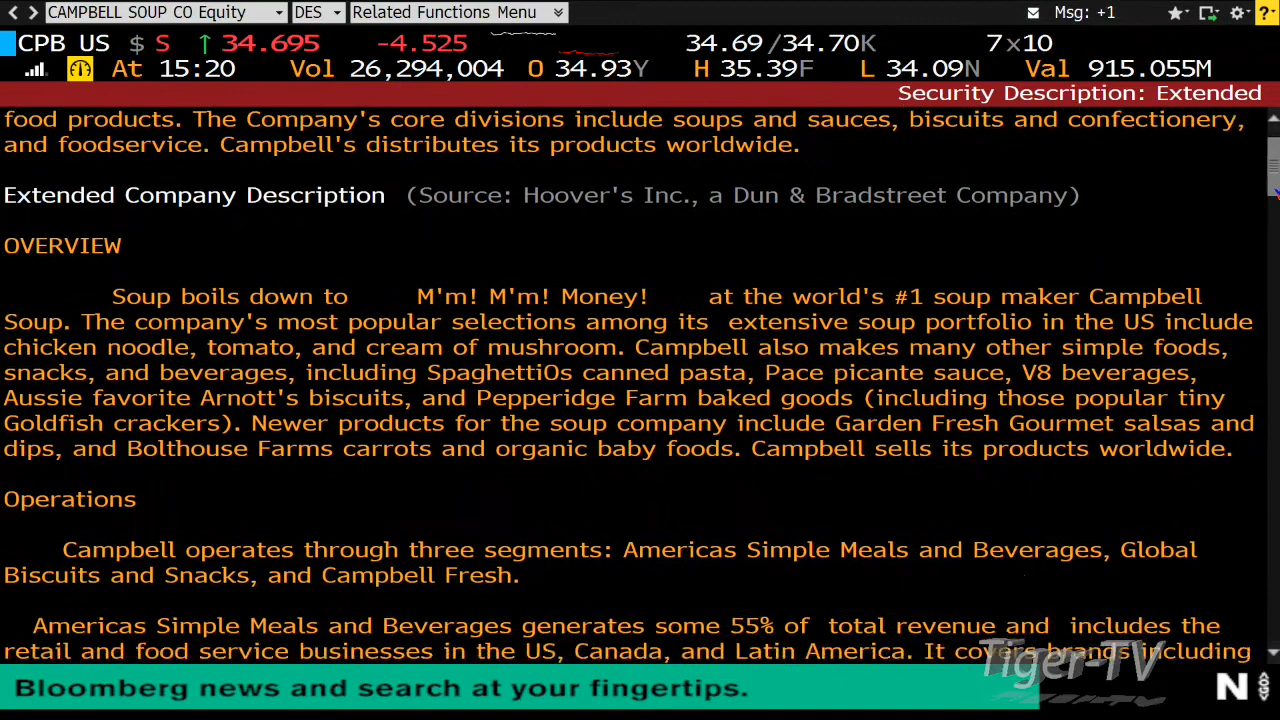 CAMPBELL SOUP CO Equity DES Related Functions Menu Msg: +1 ?
CPB US $ S ↑ 34.695 -4.525 34.69/34.70K 7x10
At 15:20 Vol 26,294,004 O 34.93Y H 35.39F L 34.09N Val 915.055M
Security Description: Extended
food products. The Company's core divisions include soups and sauces, biscuits and confectionery,
and foodservice. Campbell's distributes its products worldwide.
Extended Company Description (Source: Hoover's Inc., a Dun & Bradstreet Company)
OVERVIEW
Soup boils down to M'm! M'm! Money! at the world's #1 soup maker Campbell
Soup. The company's most popular selections among its extensive soup portfolio in the US include
chicken noodle, tomato, and cream of mushroom. Campbell also makes many other simple foods,
snacks, and beverages, including SpaghettiOs canned pasta, Pace picante sauce, V8 beverages,
Aussie favorite Arnott's biscuits, and Pepperidge Farm baked goods (including those popular tiny
Goldfish crackers). Newer products for the soup company include Garden Fresh Gourmet salsas and
dips, and Bolthouse Farms carrots and organic baby foods. Campbell sells its products worldwide.
Operations
Campbell operates through three segments: Americas Simple Meals and Beverages, Global
Biscuits and Snacks, and Campbell Fresh.
Americas Simple Meals and Beverages generates some 55% of total revenue and includes the
retail and food service businesses in the US, Canada, and Latin America. It covers brands including
Tiger-TV
Bloomberg news and search at your fingertips.
N